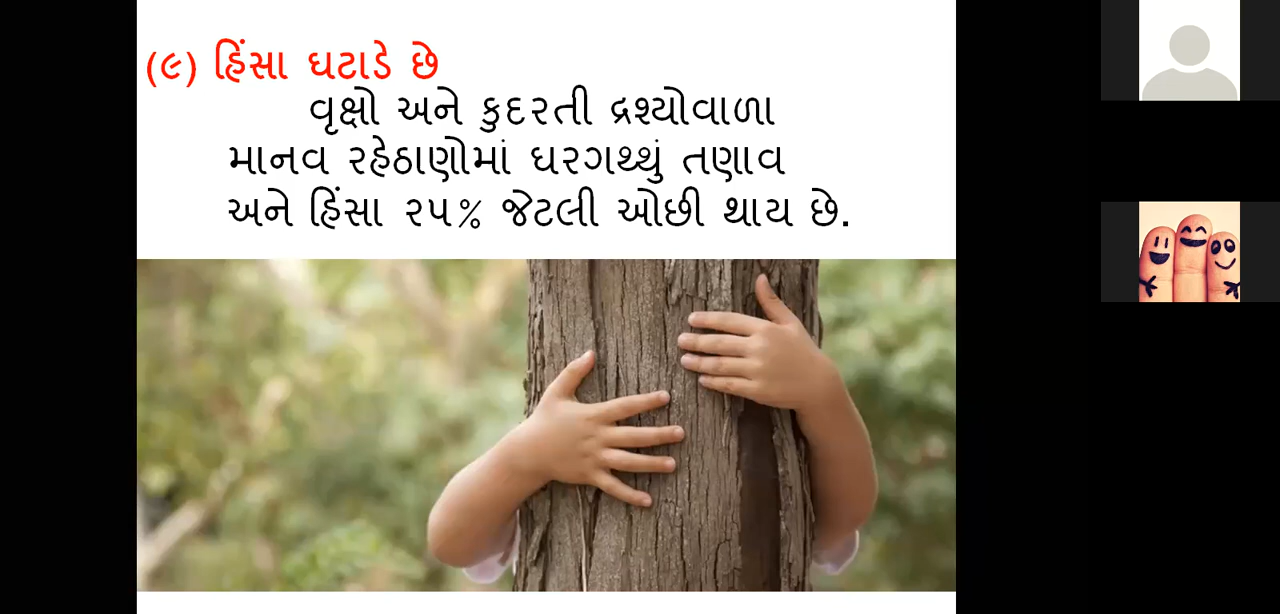 (૯) હિંસા ઘટાડે છે
વૃક્ષો અને કુદરતી દ્રશ્યોવાળા
માનવ રહેઠાણોમાં ઘરગથ્થું તણાવ
અને હિંસા ૨૫% જેટલી ઓછી થાય છે.